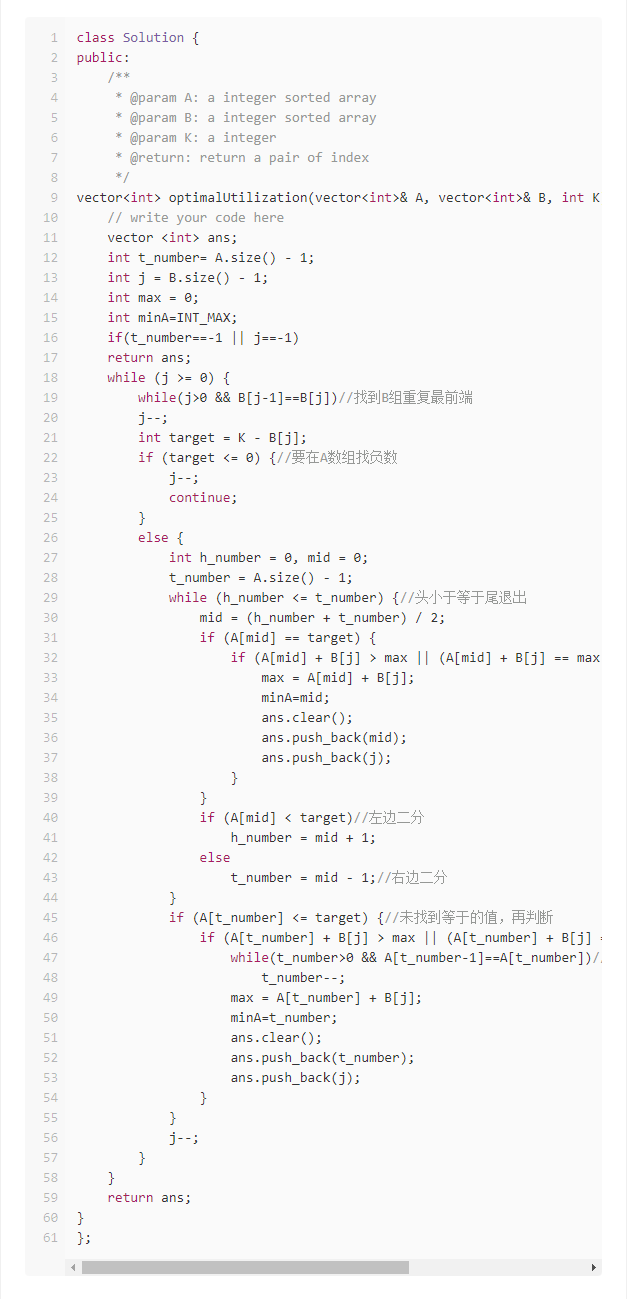 1 class Solution {
2 public:
3 /**
4 * @param A: a integer sorted array
5 * @param B: a integer sorted array
6 * @param K: a integer
7 * @return: return a pair of index
8 */
9 vector<int> optimalUtilization(vector<int>& A, vector<int>& B, int K
10 // write your code here
11 vector <int> ans;
12 int t_number= A.size() - 1;
13 int j = B.size() - 1;
14 int max = 0;
15 int minA=INT_MAX;
16 if(t_number==-1 || j==-1)
17 return ans;
18 while (j >= 0) {
19 while(j>0 && B[j-1]==B[j])//找到B组重复最前端
20 j--;
21 int target = K - B[j];
22 if (target <= 0) {//要在A数组找负数
23 j--;
24 continue;
25 }
26 else {
27 int h_number = 0, mid = 0;
28 t_number = A.size() - 1;
29 while (h_number <= t_number) {//头小于等于尾退出
30 mid = (h_number + t_number) / 2;
31 if (A[mid] == target) {
32 if (A[mid] + B[j] > max || (A[mid] + B[j] == max
33 max = A[mid] + B[j];
34 minA=mid;
35 ans.clear();
36 ans.push_back(mid);
37 ans.push_back(j);
38 }
39 }
40 if (A[mid] < target)//左边二分
41 h_number = mid + 1;
42 else
43 t_number = mid - 1;//右边二分
44 }
45 if (A[t_number] <= target) {//未找到等于的值，再判断
46 if (A[t_number] + B[j] > max || (A[t_number] + B[j] =
47 while(t_number>0 && A[t_number-1]==A[t_number])//
48 t_number--;
49 max = A[t_number] + B[j];
50 minA=t_number;
51 ans.clear();
52 ans.push_back(t_number);
53 ans.push_back(j);
54 }
55 }
56 j--;
57 }
58 }
59 return ans;
60 }
61 };